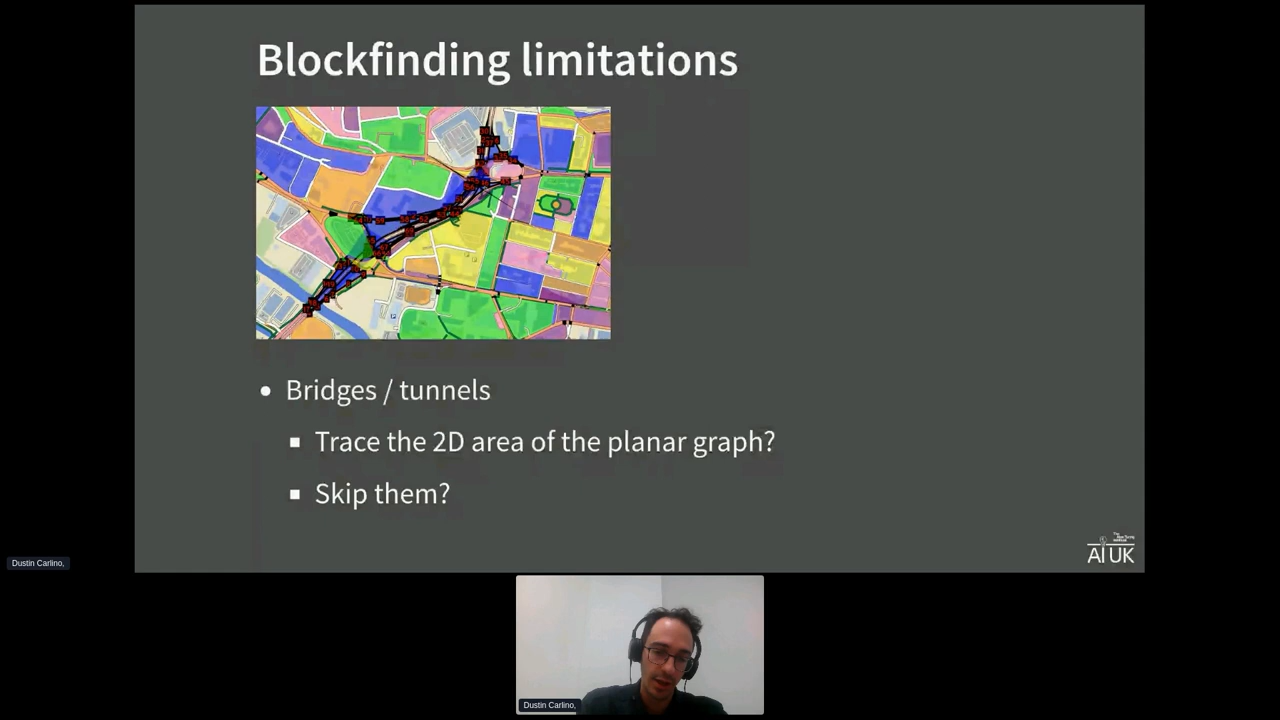 Blockfinding limitations
Bridges / tunnels
Trace the 2D area of the planar graph?
Skip them?
AI UK
Dustin Carlino,
Dustin Carlino,